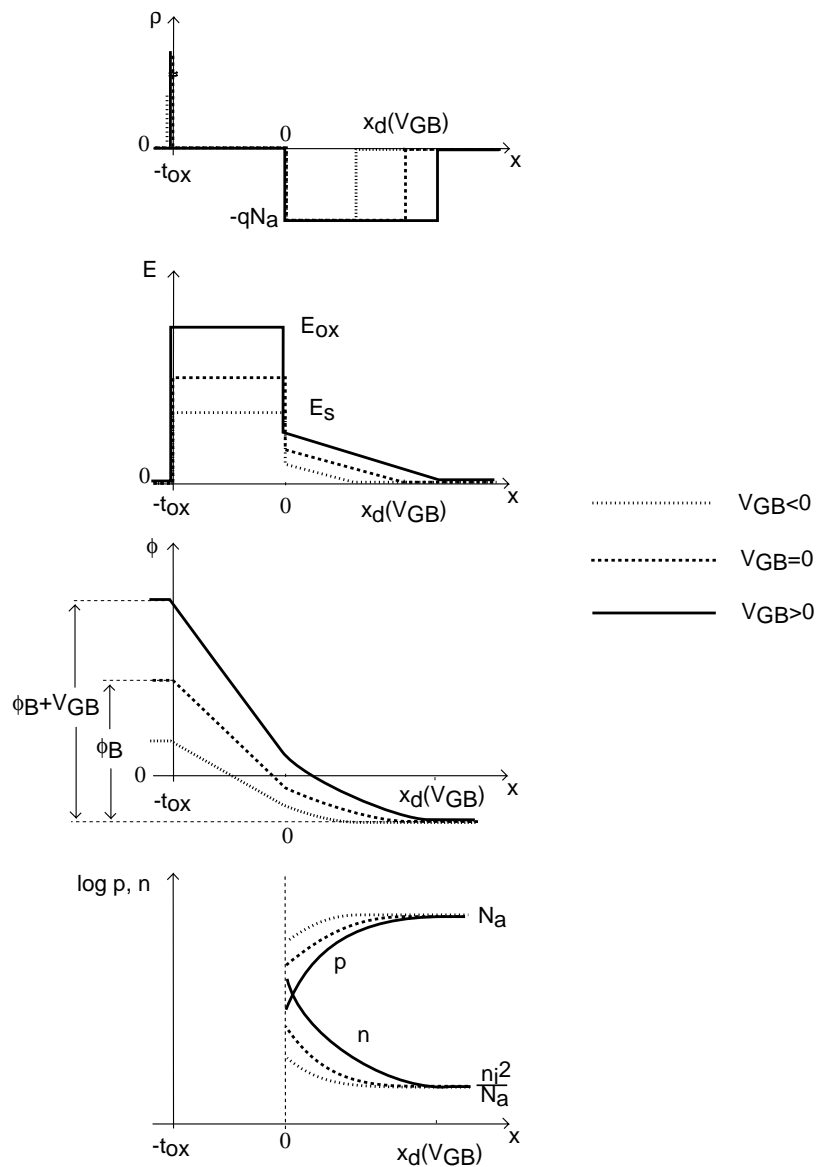 ρ
0
0
xd(VGB)
x
-tox
-qNa
E
Eox
Es
0
-tox
0
xd(VGB)
x
VGB<0
VGB=0
VGB>0
ϕ
ϕB+VGB
ϕB
0
-tox
0
xd(VGB)
x
log p, n
Na
p
n
ni²
Na
-tox
0
xd(VGB)
x